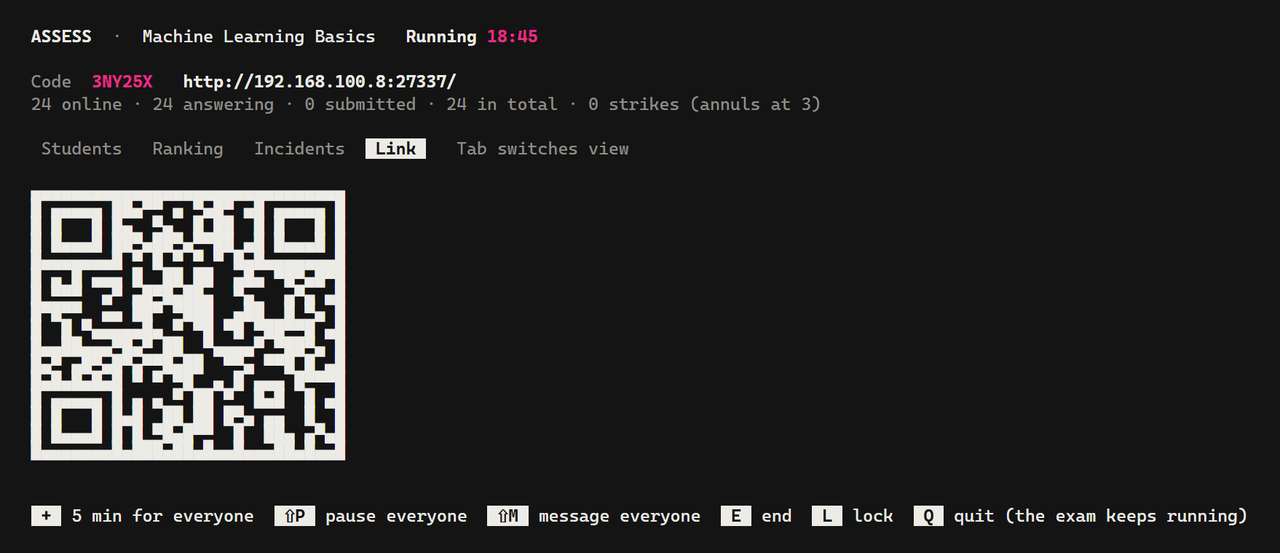 ASSESS · Machine Learning Basics Running 18:45
Code 3NY25X http://192.168.100.8:27337/
24 online · 24 answering · 0 submitted · 24 in total · 0 strikes (annuls at 3)
Students Ranking Incidents Link Tab switches view
+ 5 min for everyone ⇧P pause everyone ⇧M message everyone E end L lock Q quit (the exam keeps running)